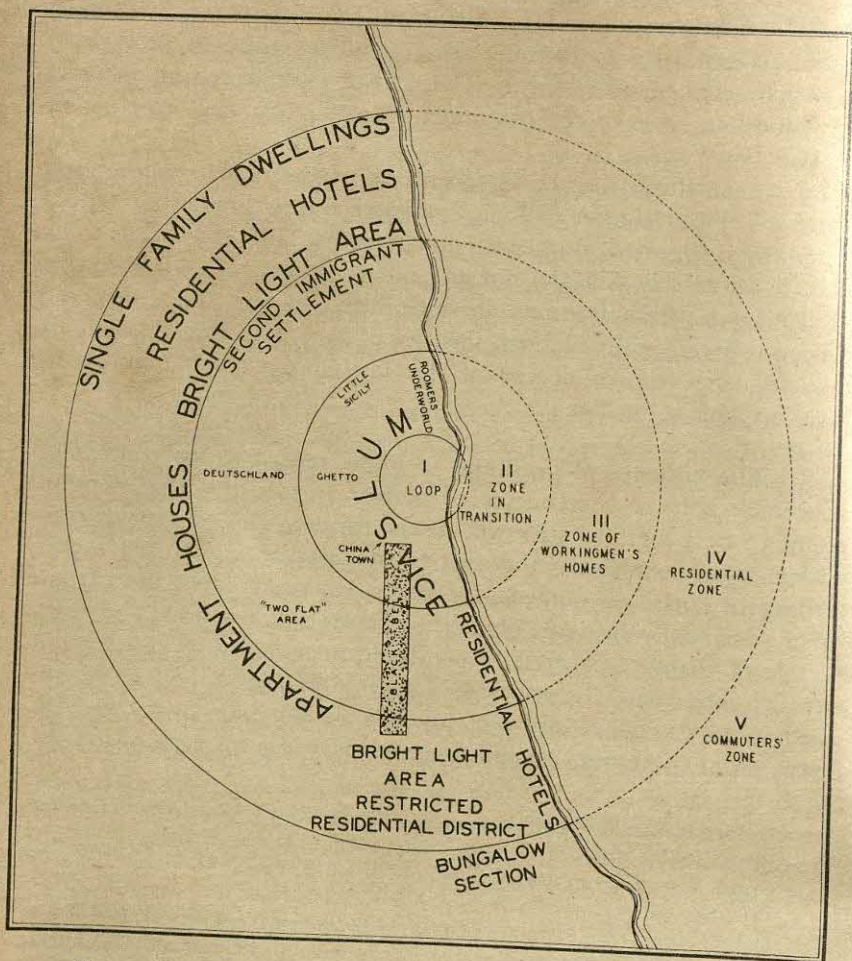 SINGLE FAMILY DWELLINGS
RESIDENTIAL HOTELS
BRIGHT LIGHT AREA
SECOND IMMIGRANT
SETTLEMENT
LITTLE
SICILY
ROOMERS
UNDERWORLD
SLUM
DEUTSCHLAND
GHETTO
I
LOOP
II
ZONE
IN
TRANSITION
III
ZONE OF
WORKINGMEN'S
HOMES
IV
RESIDENTIAL
ZONE
V
COMMUTERS'
ZONE
CHINA
TOWN
VICE
"TWO FLAT"
AREA
BLACK BELT
APARTMENT HOUSES
RESIDENTIAL HOTELS
BRIGHT LIGHT
AREA
RESTRICTED
RESIDENTIAL DISTRICT
BUNGALOW
SECTION